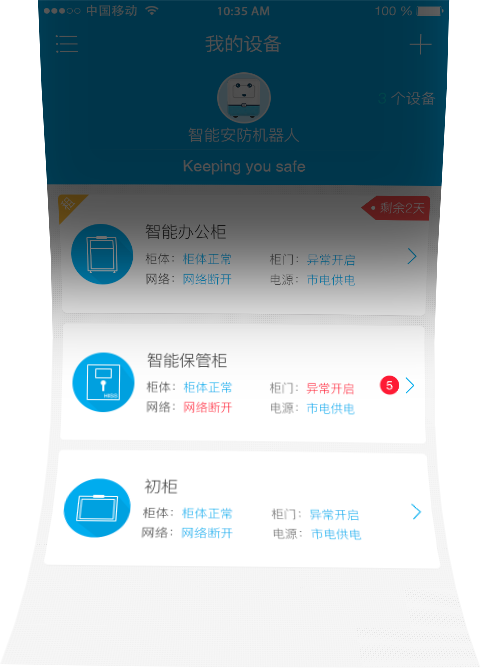 中国移动 10:35 AM 100 %
我的设备
3 个设备
智能安防机器人
Keeping you safe
剩余2天
智能办公柜
柜体：柜体正常 柜门：异常开启
网络：网络断开 电源：市电供电
智能保管柜
柜体：柜体正常 柜门：异常开启 5
网络：网络断开 电源：市电供电
初柜
柜体：柜体正常 柜门：异常开启
网络：网络断开 电源：市电供电